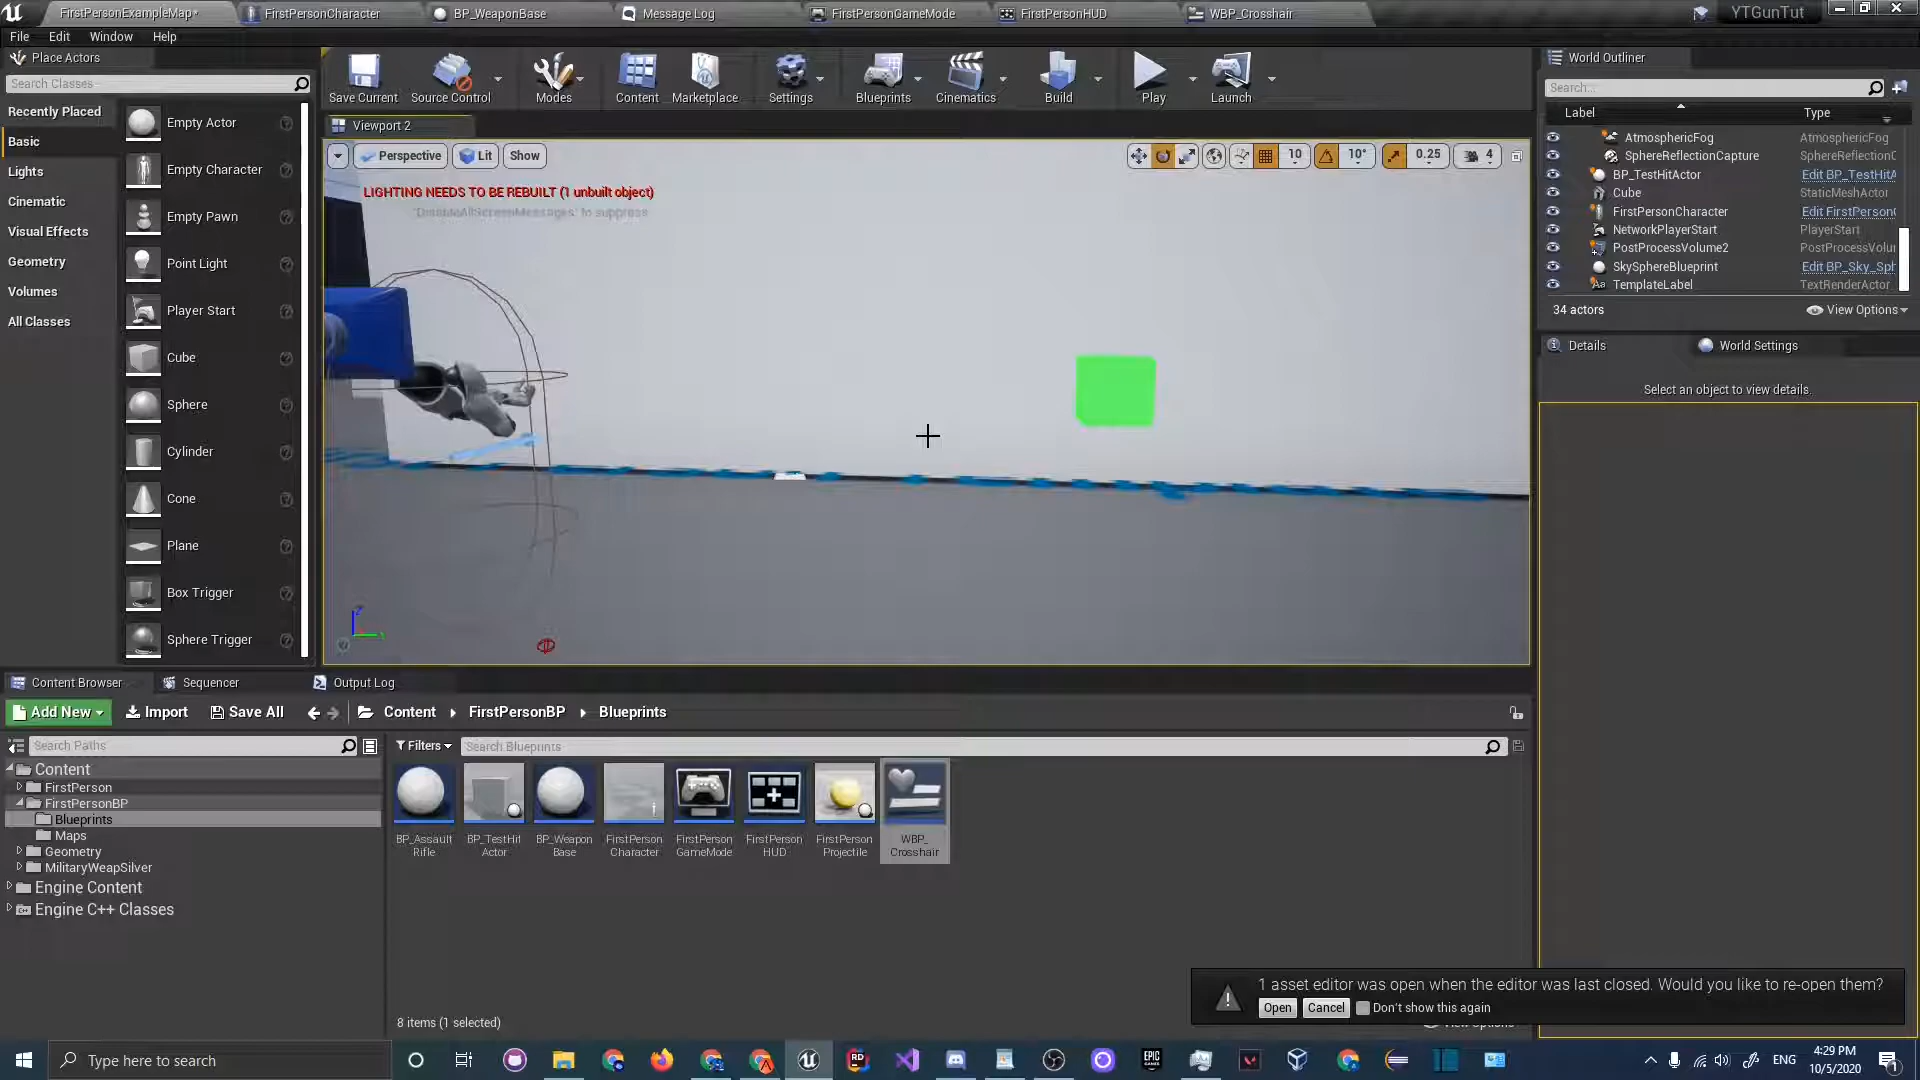 FirstPersonExampleMap*
FirstPersonCharacter
BP_WeaponBase
Message Log
FirstPersonGameMode
FirstPersonHUD
WBP_Crosshair
YTGunTut
File
Edit
Window
Help
Place Actors
Search Classes
Recently Placed
Basic
Lights
Cinematic
Visual Effects
Geometry
Volumes
All Classes
Empty Actor
Empty Character
Empty Pawn
Point Light
Player Start
Cube
Sphere
Cylinder
Cone
Plane
Box Trigger
Sphere Trigger
Save Current
Source Control
Modes
Content
Marketplace
Settings
Blueprints
Cinematics
Build
Play
Launch
Viewport 2
Perspective
Lit
Show
10
10°
0.25
4
LIGHTING NEEDS TO BE REBUILT (1 unbuilt object)
'DisableAllScreenMessages' to suppress
World Outliner
Search...
Label
Type
AtmosphericFog
AtmosphericFog
SphereReflectionCapture
SphereReflectionC
BP_TestHitActor
Edit BP_TestHitA
Cube
StaticMeshActor
FirstPersonCharacter
Edit FirstPerson
NetworkPlayerStart
PlayerStart
PostProcessVolume2
PostProcessVolu
SkySphereBlueprint
Edit BP_Sky_Sph
TemplateLabel
TextRenderActor
34 actors
View Options
Details
World Settings
Select an object to view details.
Content Browser
Sequencer
Output Log
Add New
Import
Save All
Content
FirstPersonBP
Blueprints
Search Paths
Filters
Search Blueprints
Content
FirstPerson
FirstPersonBP
Blueprints
Maps
Geometry
MilitaryWeapSilver
Engine Content
Engine C++ Classes
BP_Assault
Rifle
BP_TestHit
Actor
BP_Weapon
Base
FirstPerson
Character
FirstPerson
GameMode
FirstPerson
HUD
FirstPerson
Projectile
WBP_
Crosshair
8 items (1 selected)
View Options
1 asset editor was open when the editor was last closed. Would you like to re-open them?
Open
Cancel
Don't show this again
Type here to search
RD
EPIC
GAMES
ENG
4:29 PM
10/5/2020
1